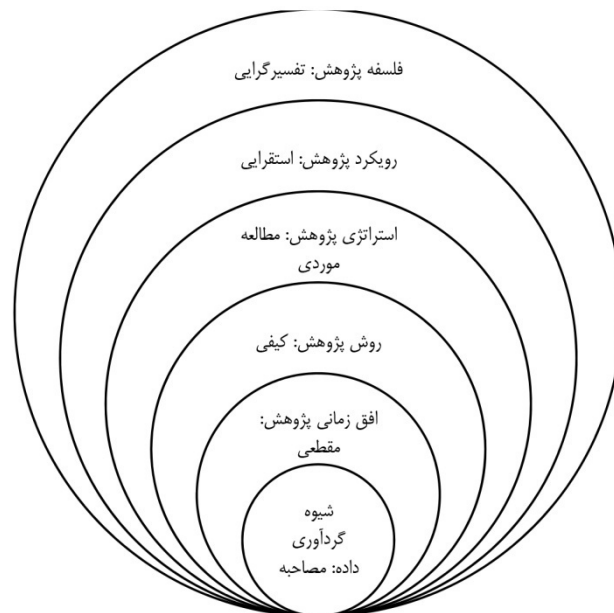 فلسفه پژوهش: تفسیرگرایی
رویکرد پژوهش: استقرایی
استراتژی پژوهش: مطالعه
موردی
روش پژوهش: کیفی
افق زمانی پژوهش:
مقطعی
شیوه
گردآوری
داده: مصاحبه